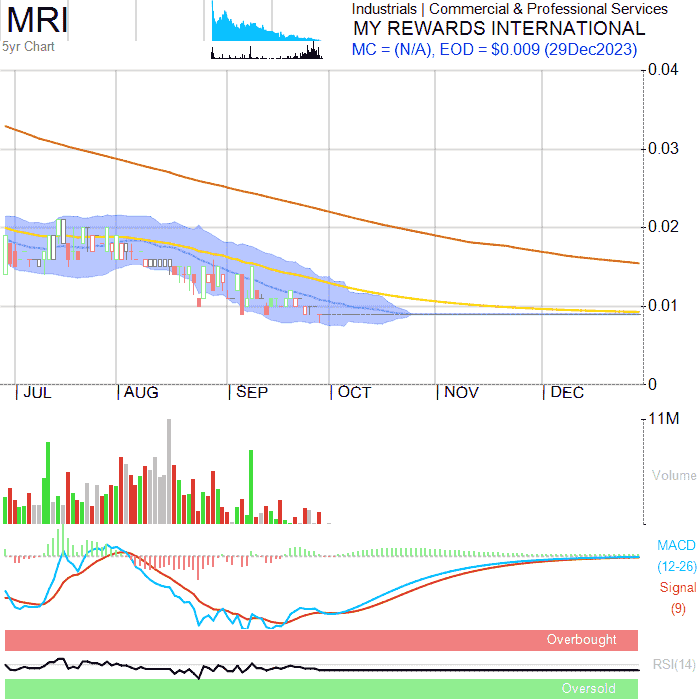 MRI
5yr Chart
Industrials | Commercial & Professional Services
MY REWARDS INTERNATIONAL
MC = (N/A), EOD = $0.009 (29Dec2023)
0.04
0.03
0.02
0.01
0
JUL
AUG
SEP
OCT
NOV
DEC
11M
Volume
MACD
(12-26)
Signal
(9)
Overbought
RSI(14)
Oversold